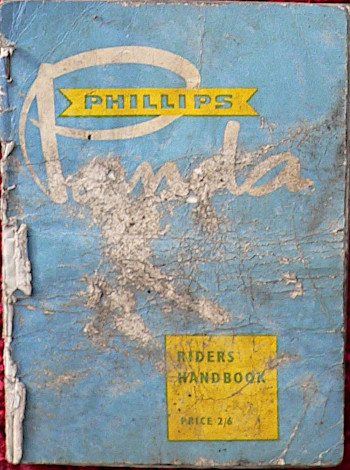 PHILLIPS
Panda
RIDERS
HANDBOOK
PRICE 2/6